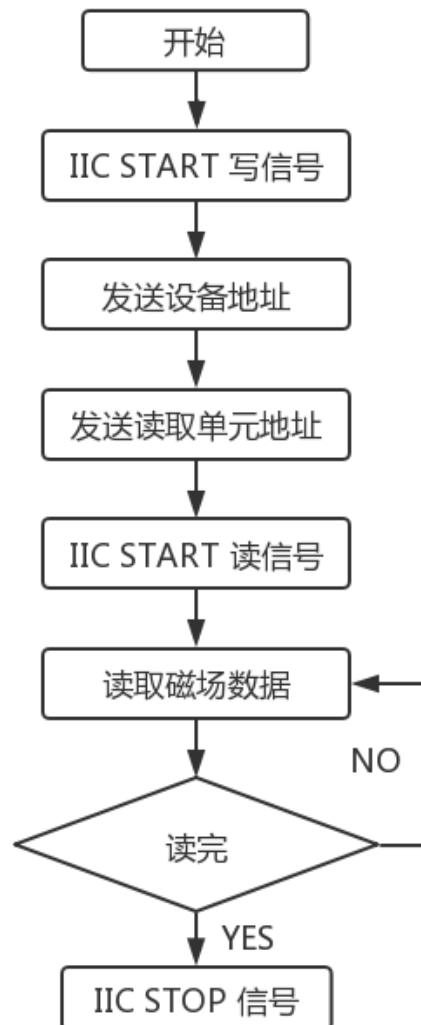 开始
IIC START 写信号
发送设备地址
发送读取单元地址
IIC START 读信号
读取磁场数据
NO
读完
YES
IIC STOP 信号